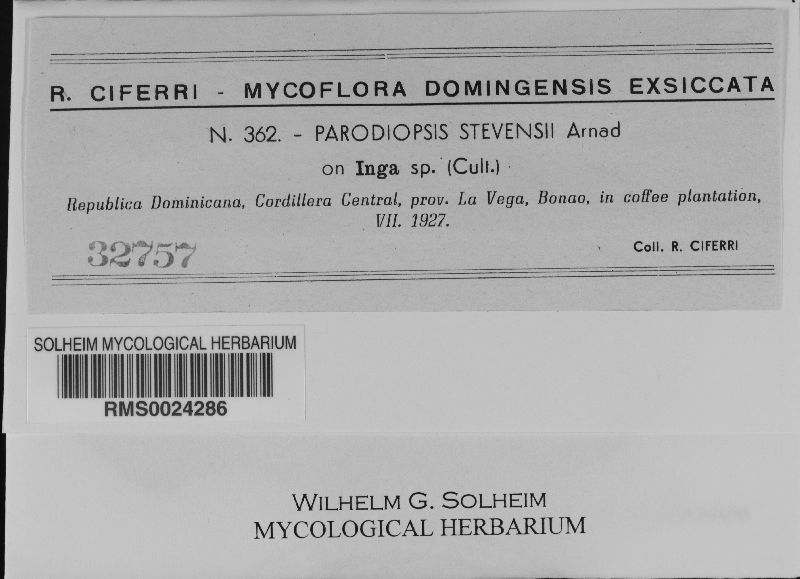 R. CIFERRI - MYCOFLORA DOMINGENSIS EXSICCATA
N. 362. - PARODIOPSIS STEVENSII Arnad
on Inga sp. (Cult.)
Republica Dominicana, Cordillera Central, prov. La Vega, Bonao, in coffee plantation,
VII. 1927.
32757
Coll. R. CIFERRI
SOLHEIM MYCOLOGICAL HERBARIUM
RMS0024286
WILHELM G. SOLHEIM
MYCOLOGICAL HERBARIUM